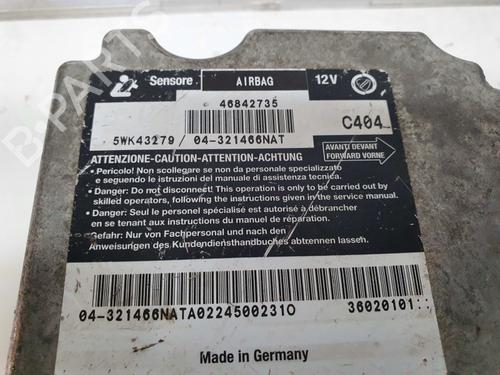 Sensore AIRBAG 12V
46842735
5WK43279 / 04-321466NAT C404
ATTENZIONE-CAUTION-ATTENTION-ACHTUNG
AVANTI DEVANT
FORWARD VORNE
• Pericolo! Non scollegare se non da personale specializzato
e seguendo le istruzioni del manuale di assistenza tecnica.
• Danger: Do not disconnect! This operation is only to be carried out by
skilled operators, following the instructions given in the service manual.
• Danger: Seul le personnel spécialisé est autorisé à débrancher
en se tenant aux instructions du manuel de réparation.
Gefahr: Nur von Fachpersonal und nach den
Anweisungen des Kundendiensthandbuches abtrennen lassen.
04-321466NATA02245002310 36020101::
Made in Germany
B-PARTS